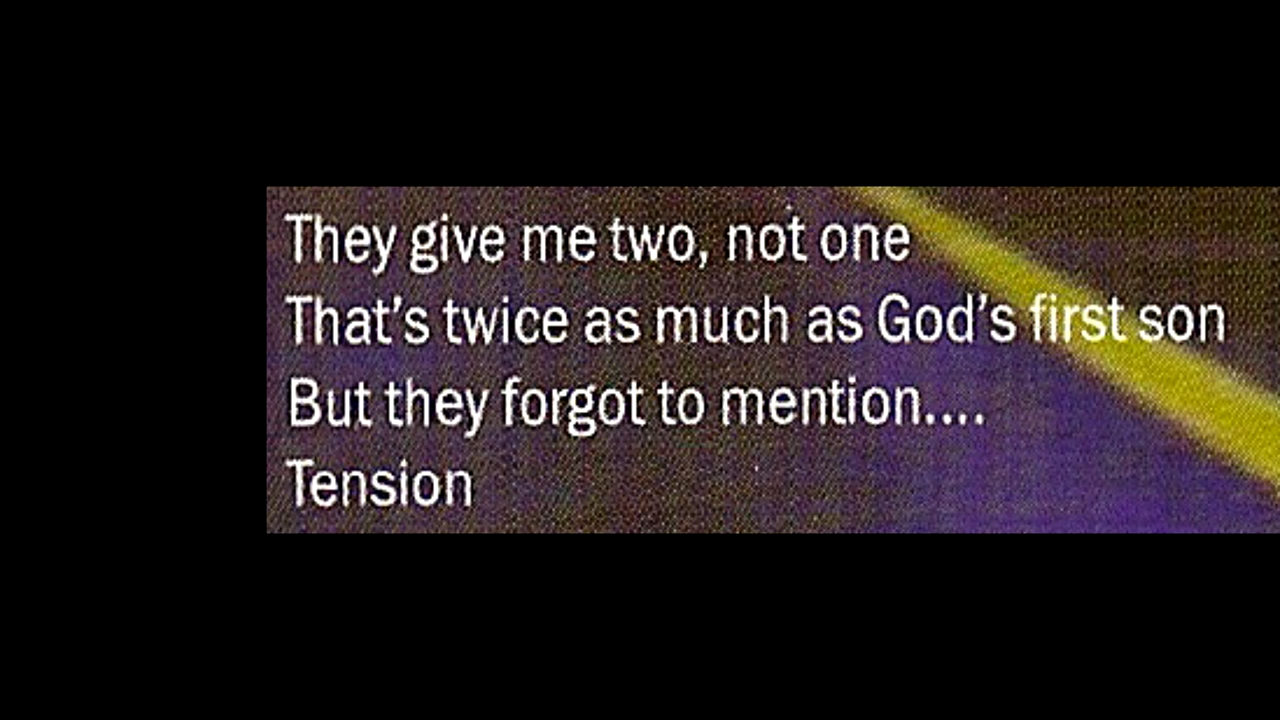 They give me two, not one
That's twice as much as God's first son
But they forgot to mention....
Tension